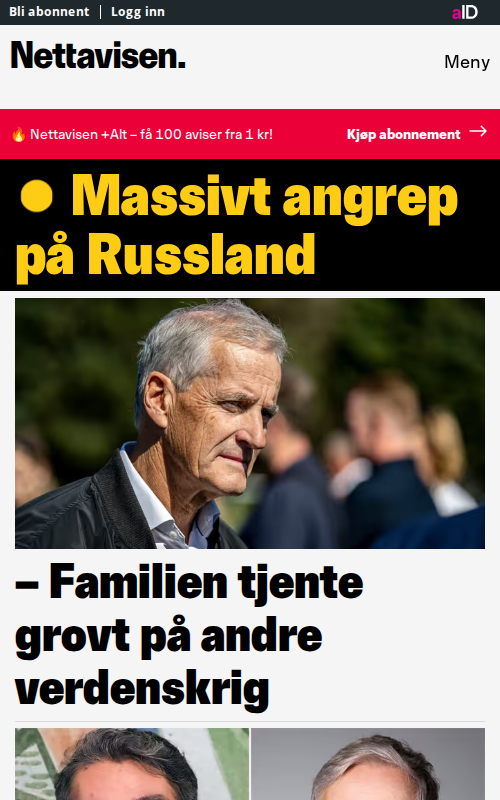 Bli abonnent | Logg inn
aID
Nettavisen.
Meny
🔥 Nettavisen +Alt – få 100 aviser fra 1 kr!
Kjøp abonnement →
Massivt angrep
på Russland
– Familien tjente
grovt på andre
verdenskrig